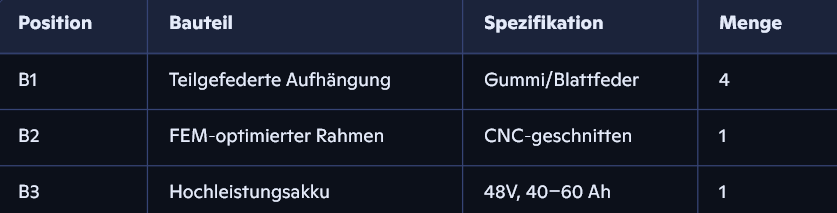 Position Bauteil Spezifikation Menge
B1 Teilgefederte Aufhängung Gummi/Blattfeder 4
B2 FEM-optimierter Rahmen CNC-geschnitten 1
B3 Hochleistungsakku 48V, 40–60 Ah 1